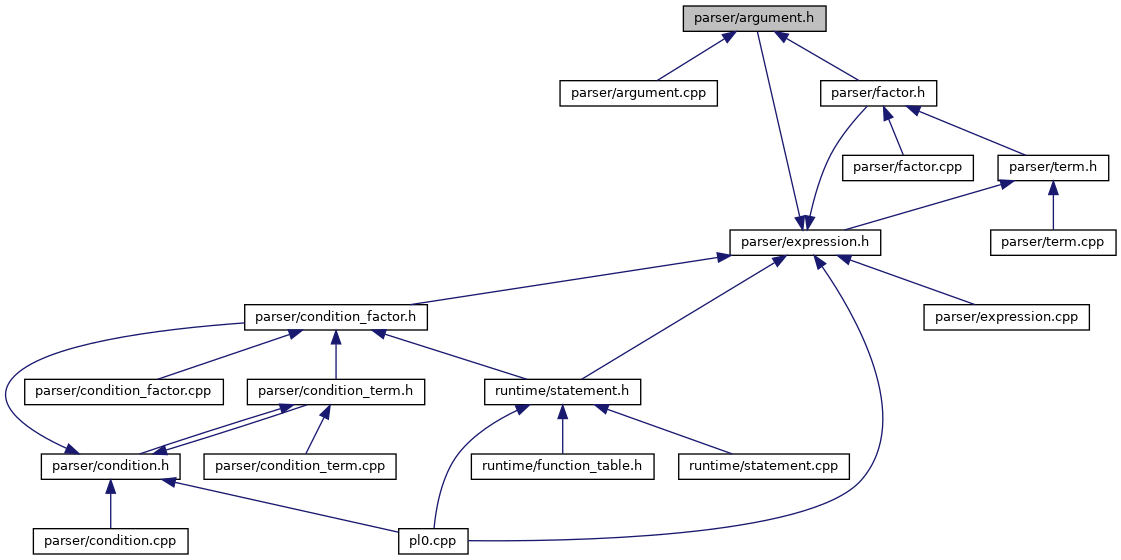 parser/argument.h
parser/argument.cpp
parser/factor.h
parser/factor.cpp
parser/term.h
parser/expression.h
parser/term.cpp
parser/condition_factor.h
parser/expression.cpp
parser/condition_factor.cpp
parser/condition_term.h
runtime/statement.h
parser/condition.h
parser/condition_term.cpp
runtime/function_table.h
runtime/statement.cpp
parser/condition.cpp
pl0.cpp